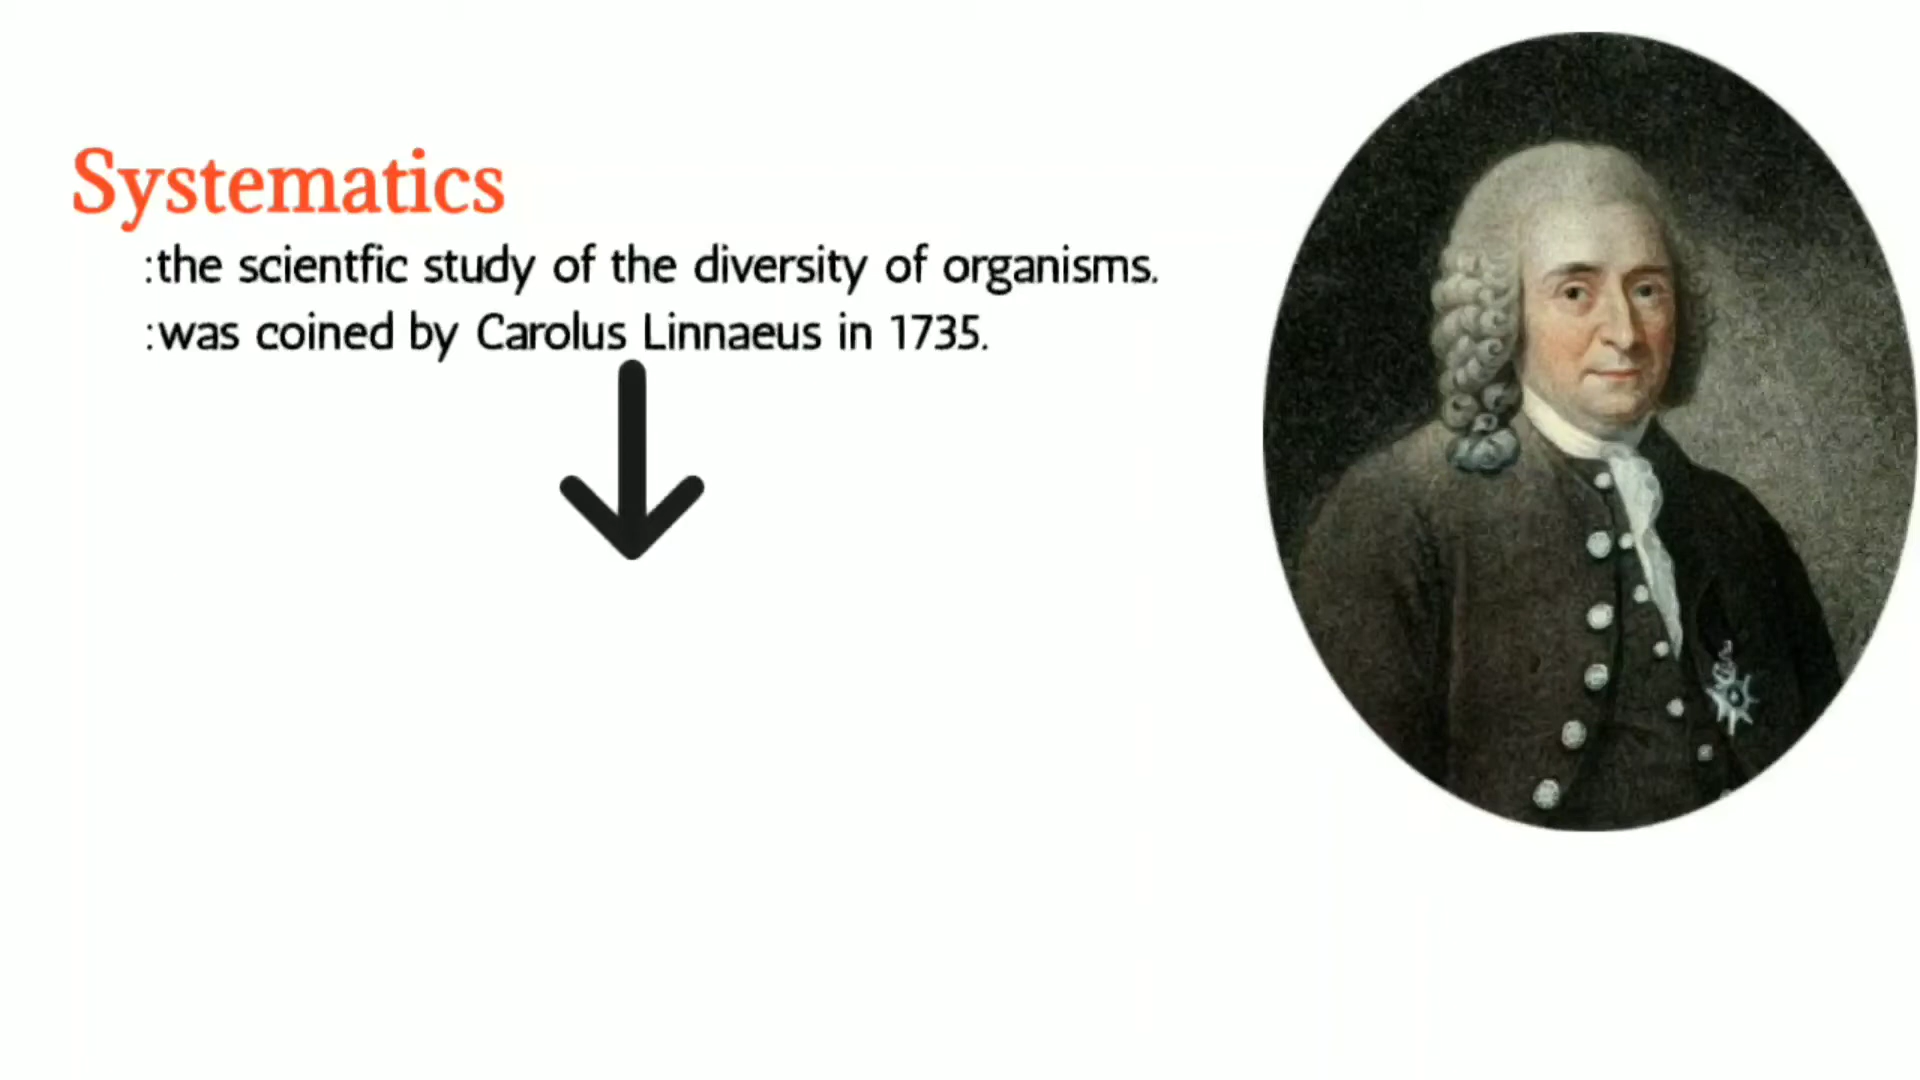 Systematics
:the scientfic study of the diversity of organisms.
:was coined by Carolus Linnaeus in 1735.